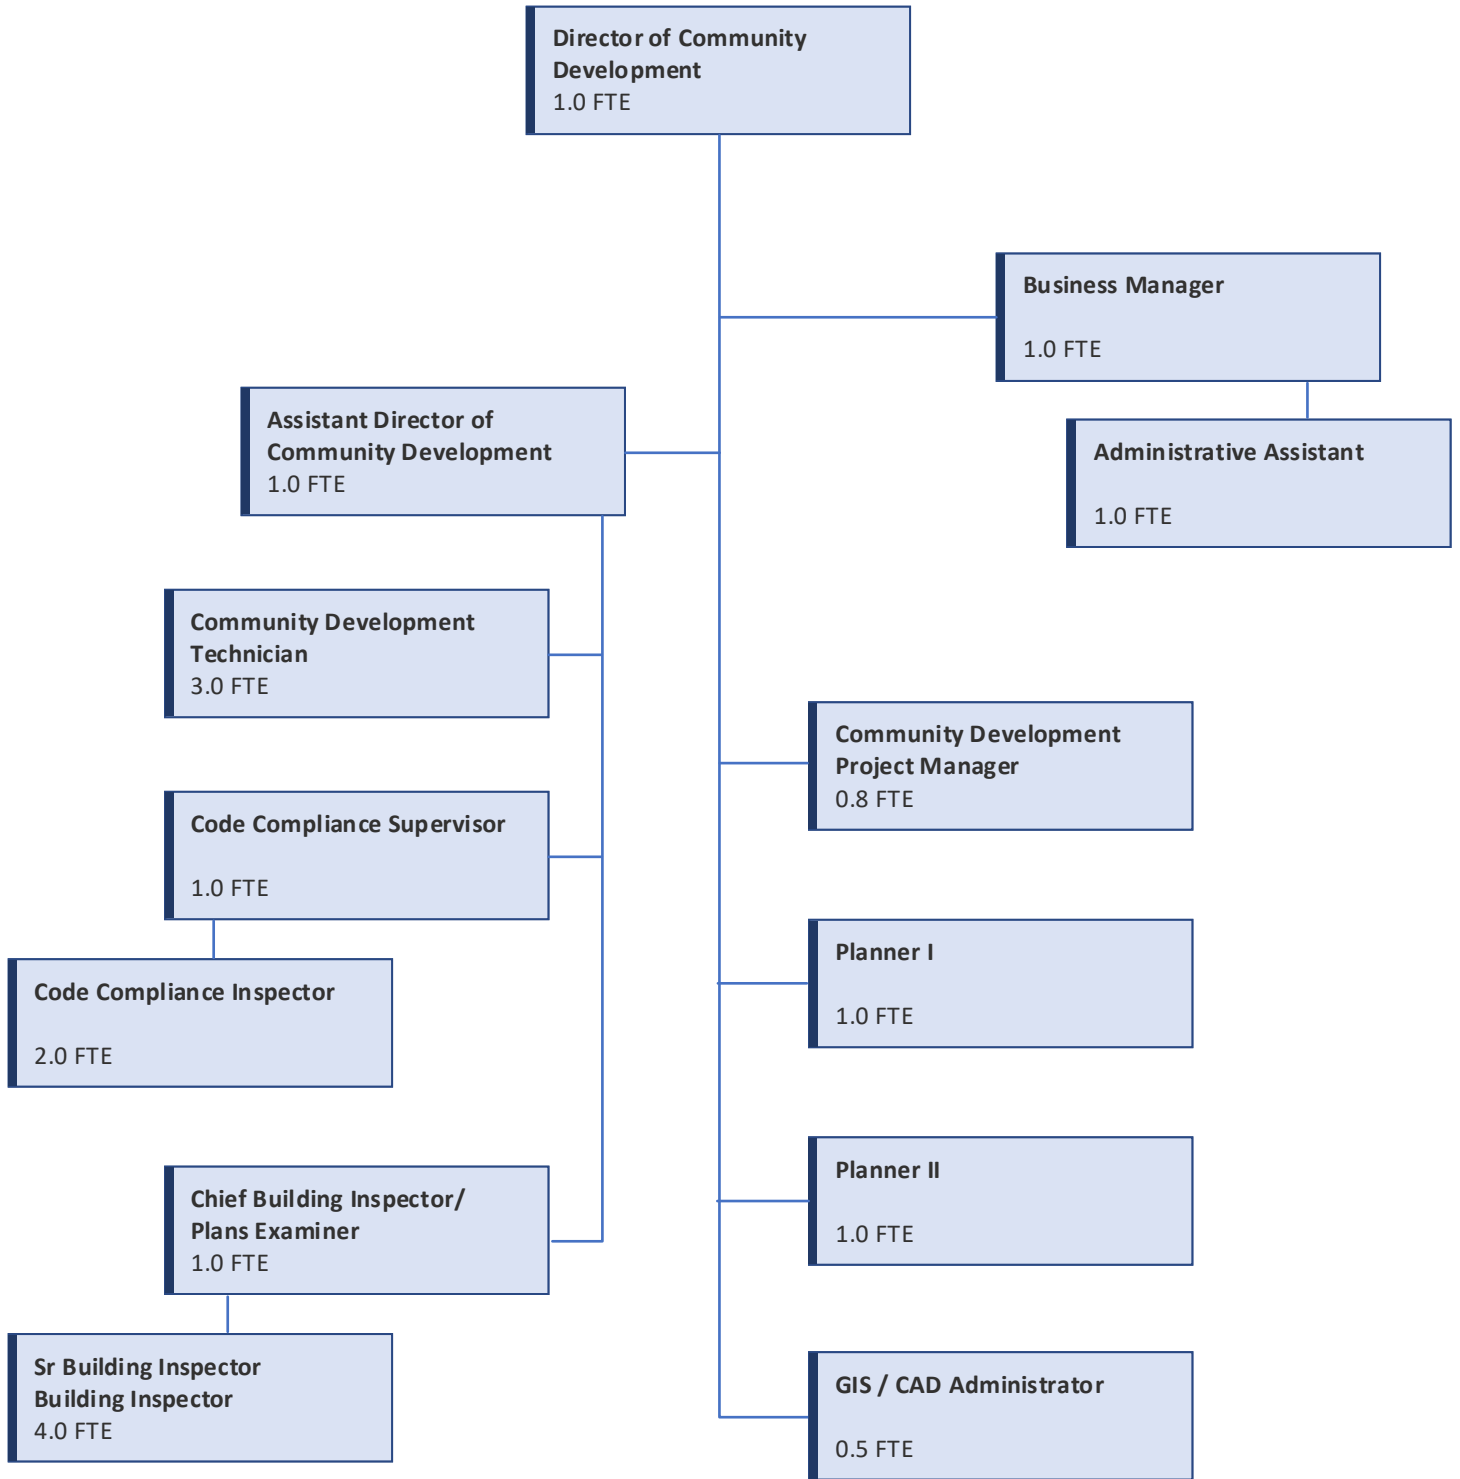 Director of Community
Development
1.0 FTE
Business Manager
1.0 FTE
Administrative Assistant
1.0 FTE
Assistant Director of
Community Development
1.0 FTE
Community Development
Technician
3.0 FTE
Code Compliance Supervisor
1.0 FTE
Code Compliance Inspector
2.0 FTE
Chief Building Inspector/
Plans Examiner
1.0 FTE
Sr Building Inspector
Building Inspector
4.0 FTE
Community Development
Project Manager
0.8 FTE
Planner I
1.0 FTE
Planner II
1.0 FTE
GIS / CAD Administrator
0.5 FTE